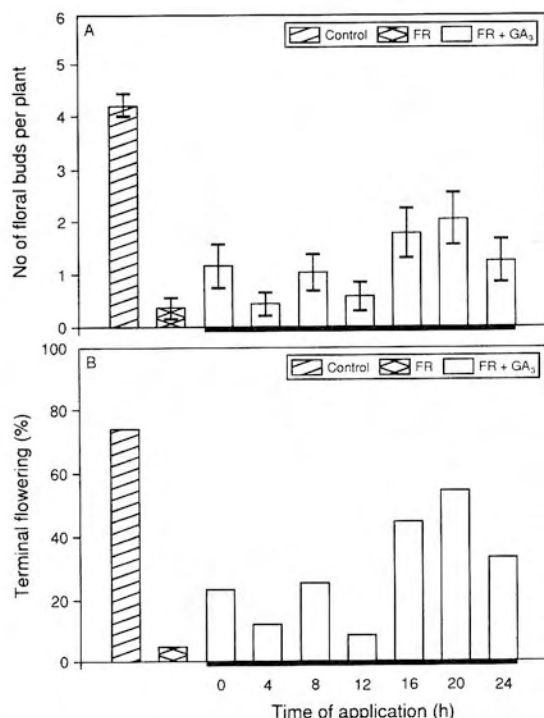 A
Control FR FR + GA₃
No of floral buds per plant
6
5
4
3
2
1
0
B
Control FR FR + GA₃
Terminal flowering (%)
100
80
60
40
20
0
0 4 8 12 16 20 24
Time of application (h)